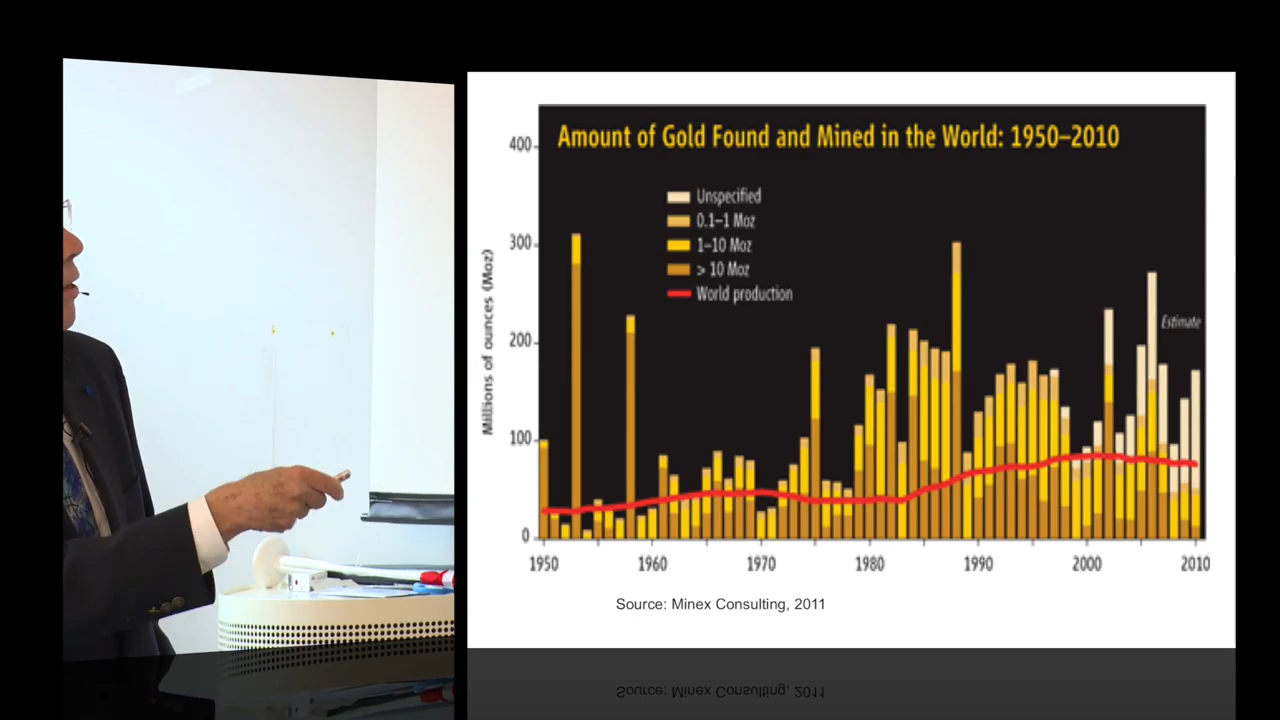 Amount of Gold Found and Mined in the World: 1950–2010
400
300
200
100
0
Millions of ounces (Moz)
Unspecified
0.1–1 Moz
1–10 Moz
> 10 Moz
World production
Estimate
1950 1960 1970 1980 1990 2000 2010
Source: Minex Consulting, 2011
Source: Minex Consulting, 2011